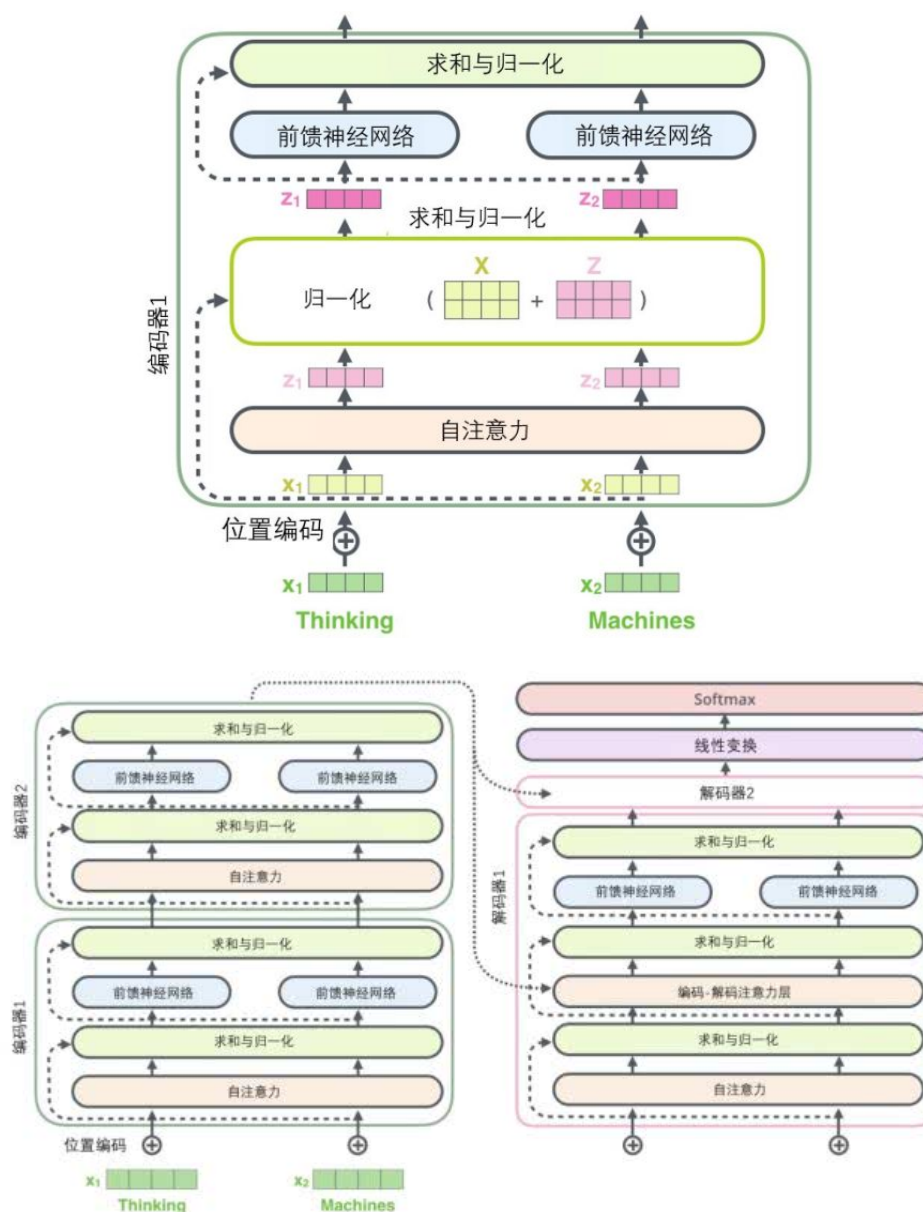 求和与归一化
前馈神经网络 前馈神经网络
z₁ z₂
求和与归一化
X Z
归一化 ( + )
编码器1
z₁ z₂
自注意力
x₁ x₂
位置编码
x₁ x₂
Thinking Machines
编码器2
求和与归一化
前馈神经网络 前馈神经网络
求和与归一化
自注意力
编码器1
求和与归一化
前馈神经网络 前馈神经网络
求和与归一化
自注意力
位置编码
x₁ x₂
Thinking Machines
Softmax
线性变换
解码器2
解码器1
求和与归一化
前馈神经网络 前馈神经网络
求和与归一化
编码-解码注意力层
求和与归一化
自注意力